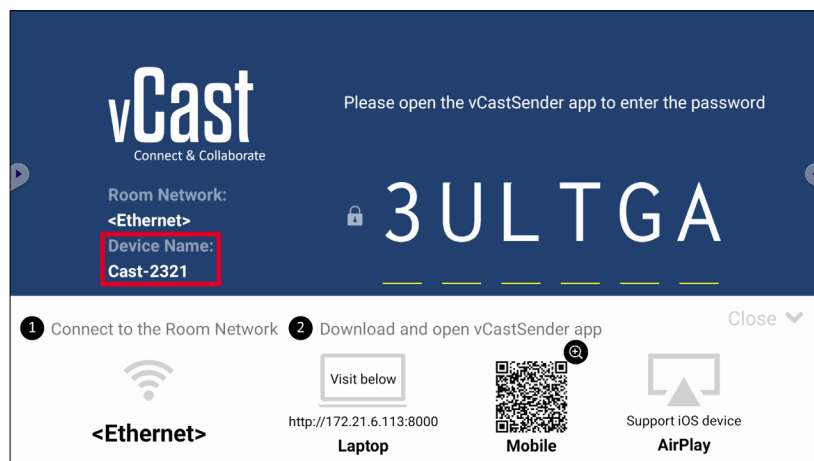 vCast
Connect & Collaborate
Please open the vCastSender app to enter the password
Room Network:
<Ethernet>
Device Name:
Cast-2321
3ULTGA
1 Connect to the Room Network
2 Download and open vCastSender app
Close
<Ethernet>
Visit below
http://172.21.6.113:8000
Laptop
Mobile
Support iOS device
AirPlay